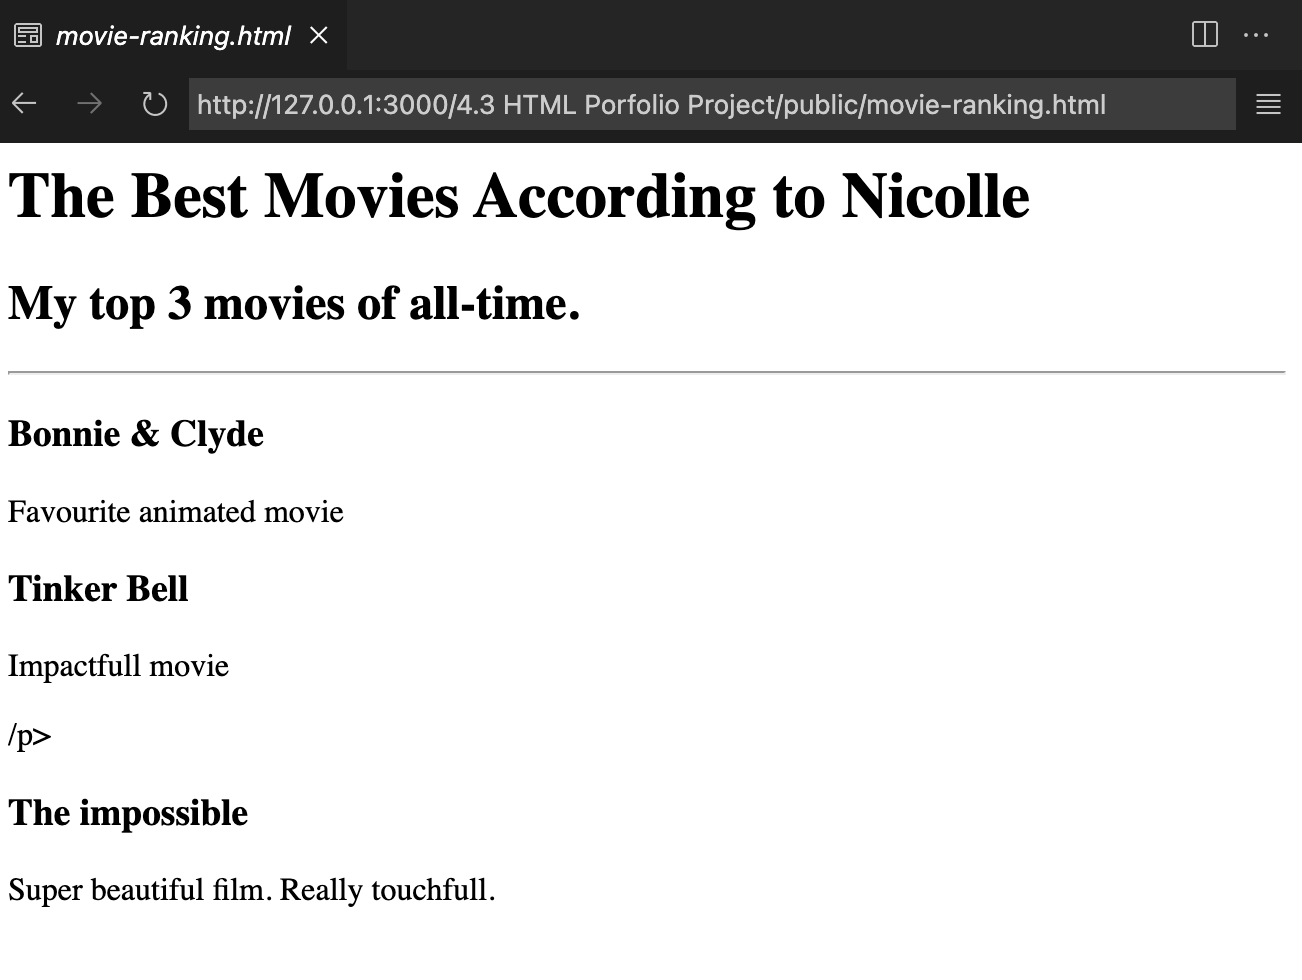 movie-ranking.html
http://127.0.0.1:3000/4.3 HTML Porfolio Project/public/movie-ranking.html
The Best Movies According to Nicolle
My top 3 movies of all-time.
Bonnie & Clyde
Favourite animated movie
Tinker Bell
Impactfull movie
/p>
The impossible
Super beautiful film. Really touchfull.